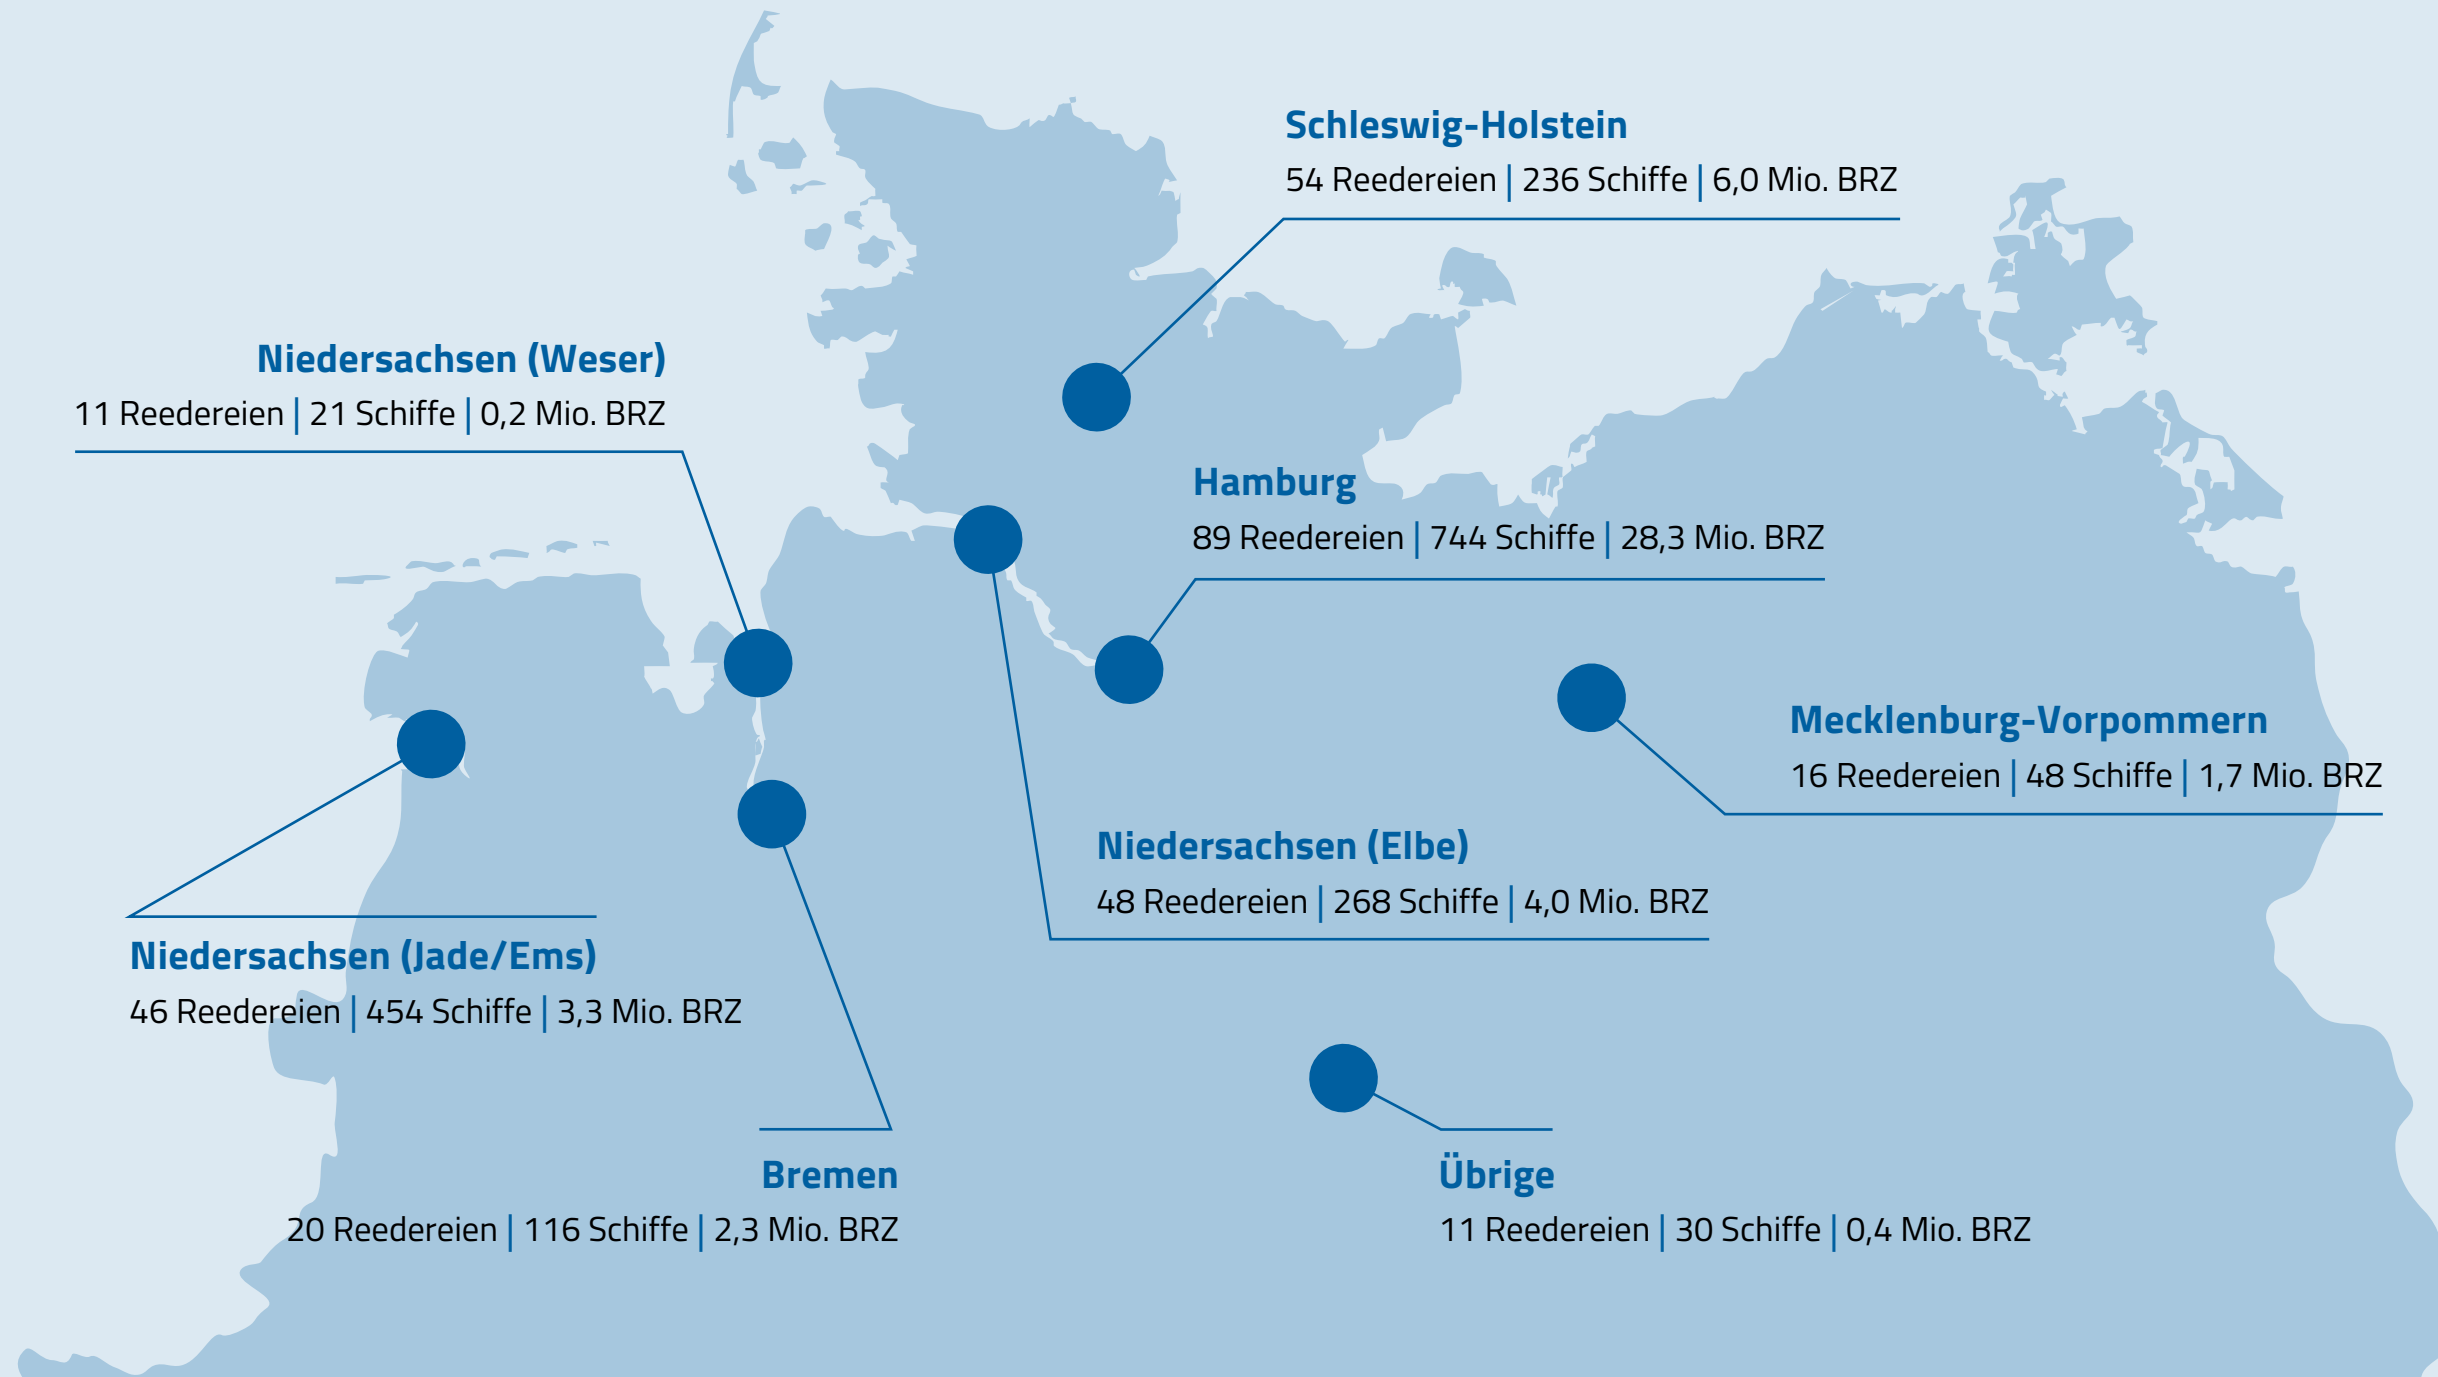 Schleswig-Holstein
54 Reedereien | 236 Schiffe | 6,0 Mio. BRZ
Niedersachsen (Weser)
11 Reedereien | 21 Schiffe | 0,2 Mio. BRZ
Hamburg
89 Reedereien | 744 Schiffe | 28,3 Mio. BRZ
Mecklenburg-Vorpommern
16 Reedereien | 48 Schiffe | 1,7 Mio. BRZ
Niedersachsen (Elbe)
48 Reedereien | 268 Schiffe | 4,0 Mio. BRZ
Niedersachsen (Jade/Ems)
46 Reedereien | 454 Schiffe | 3,3 Mio. BRZ
Bremen
20 Reedereien | 116 Schiffe | 2,3 Mio. BRZ
Übrige
11 Reedereien | 30 Schiffe | 0,4 Mio. BRZ